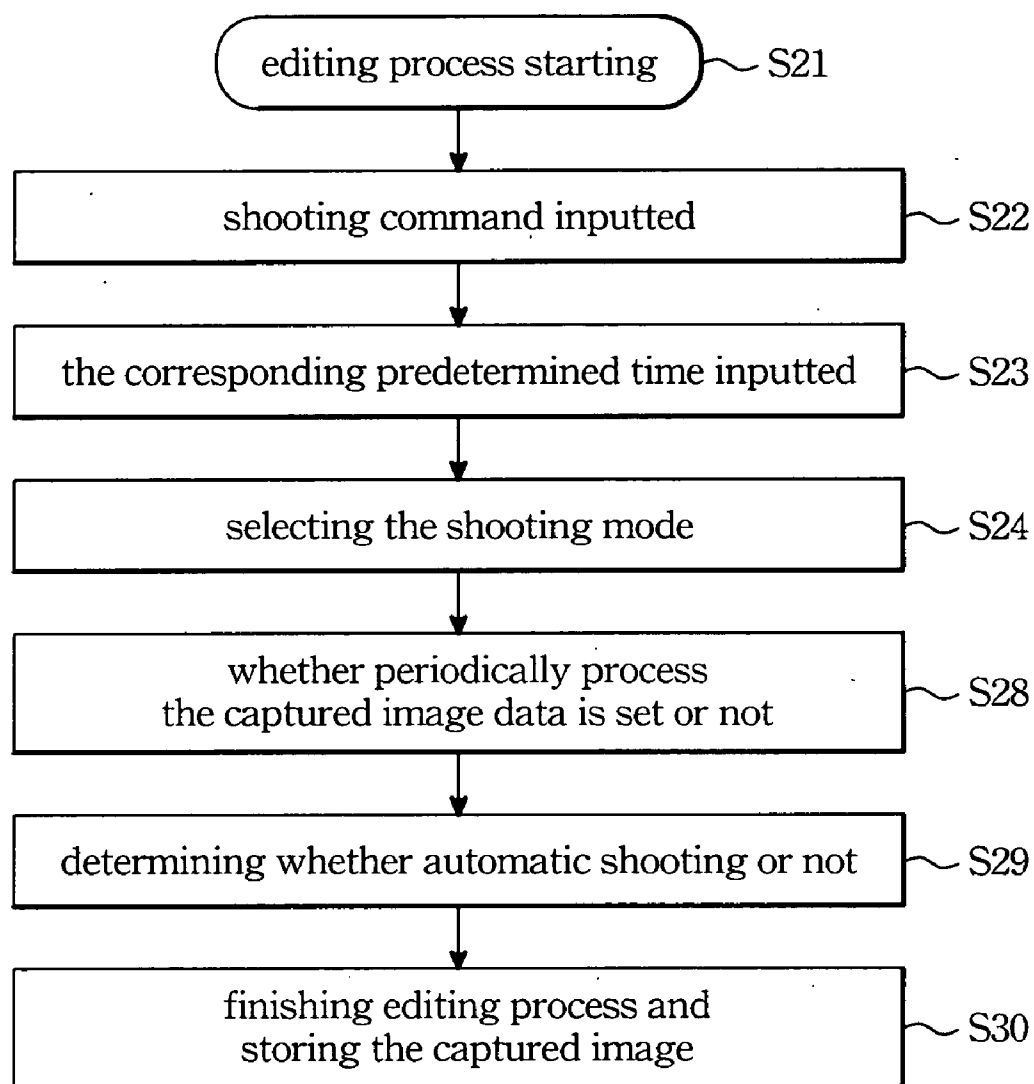 editing process starting S21
shooting command inputted S22
the corresponding predetermined time inputted S23
selecting the shooting mode S24
whether periodically process
the captured image data is set or not S28
determining whether automatic shooting or not S29
finishing editing process and
storing the captured image S30